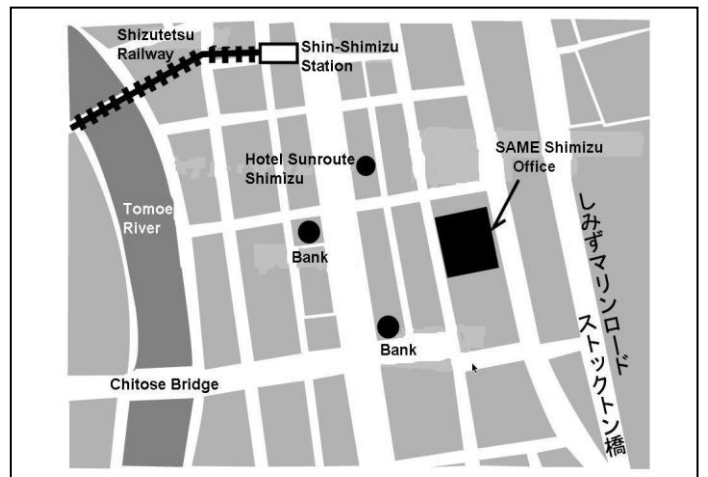 Shizutetsu
Railway
Shin-Shimizu
Station
SAME Shimizu
Office
Hotel Sunroute
Shimizu
Tomoe
River
Bank
Bank
Chitose Bridge
しみずマリンロード
ストックトン橋